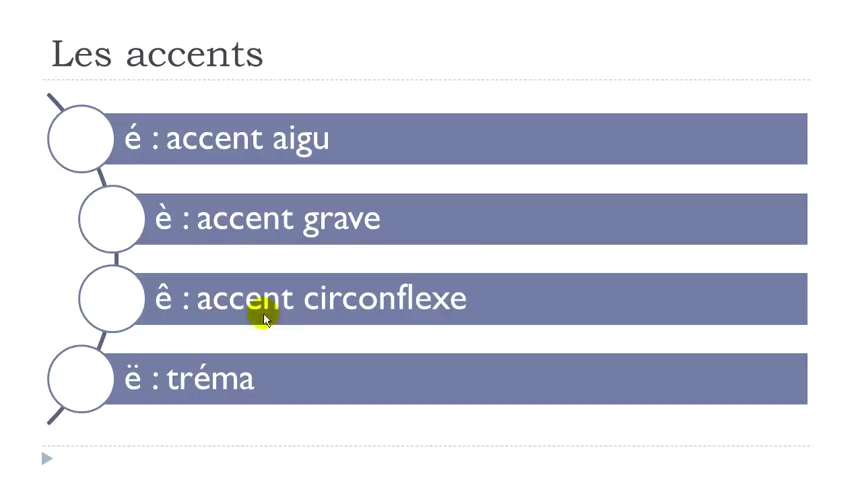 Les accents
é : accent aigu
è : accent grave
ê : accent circonflexe
ë : tréma